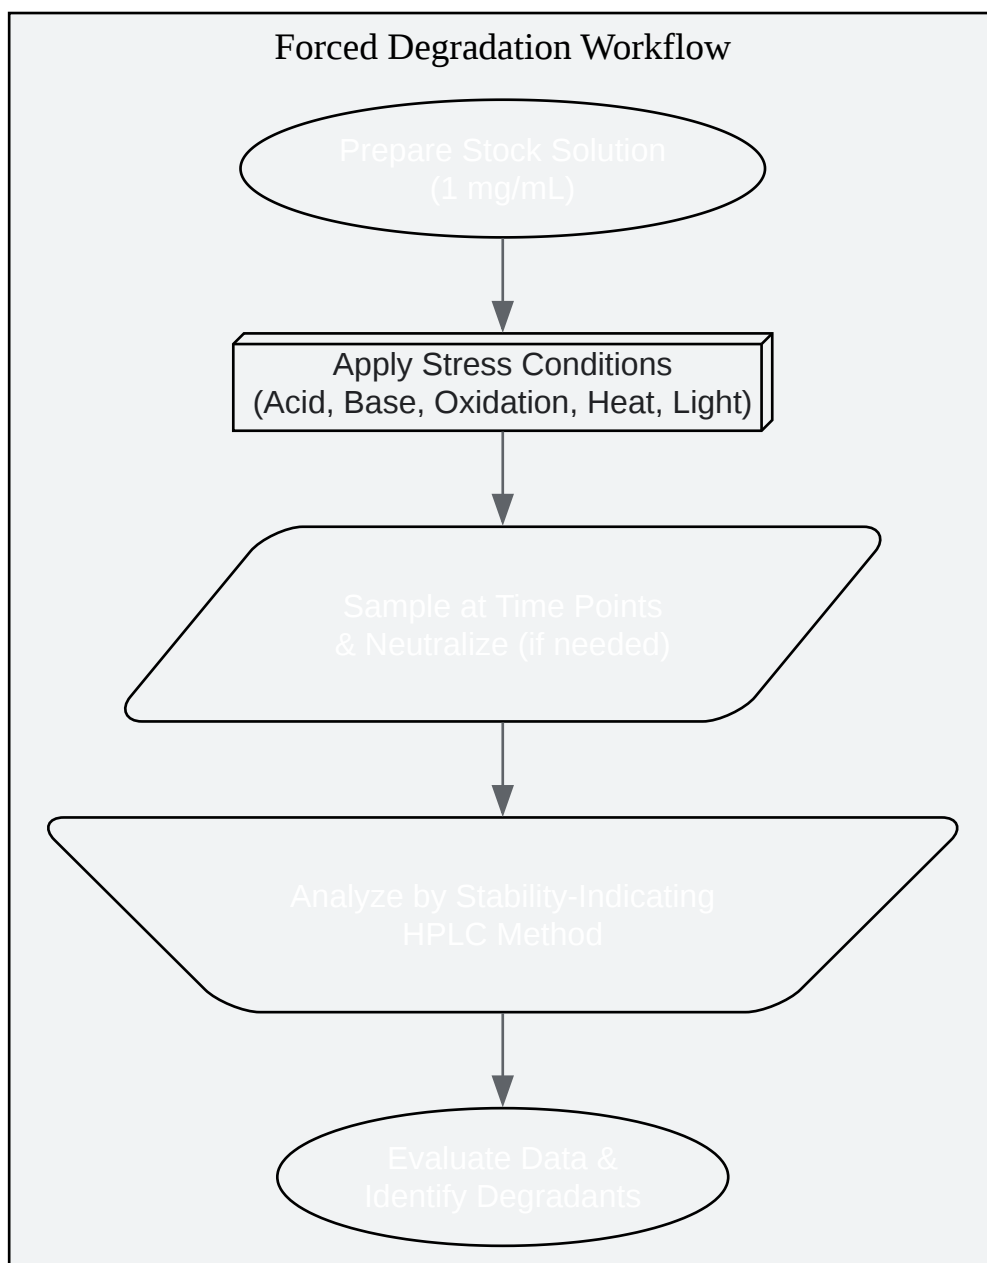 Forced Degradation Workflow
Prepare Stock Solution
(1 mg/mL)
Apply Stress Conditions
(Acid, Base, Oxidation, Heat, Light)
Sample at Time Points
& Neutralize (if needed)
Analyze by Stability-Indicating
HPLC Method
Evaluate Data &
Identify Degradants